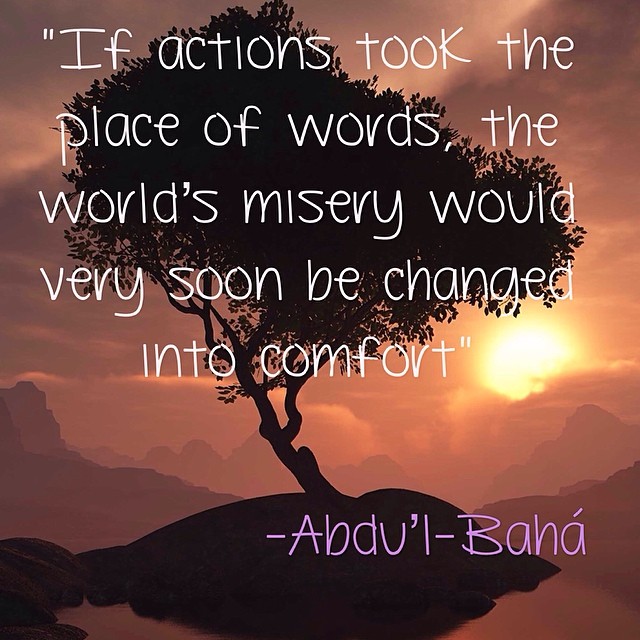 "If actions took the
place of words, the
world's misery would
very soon be changed
into comfort"
-Abdu'l-Bahá